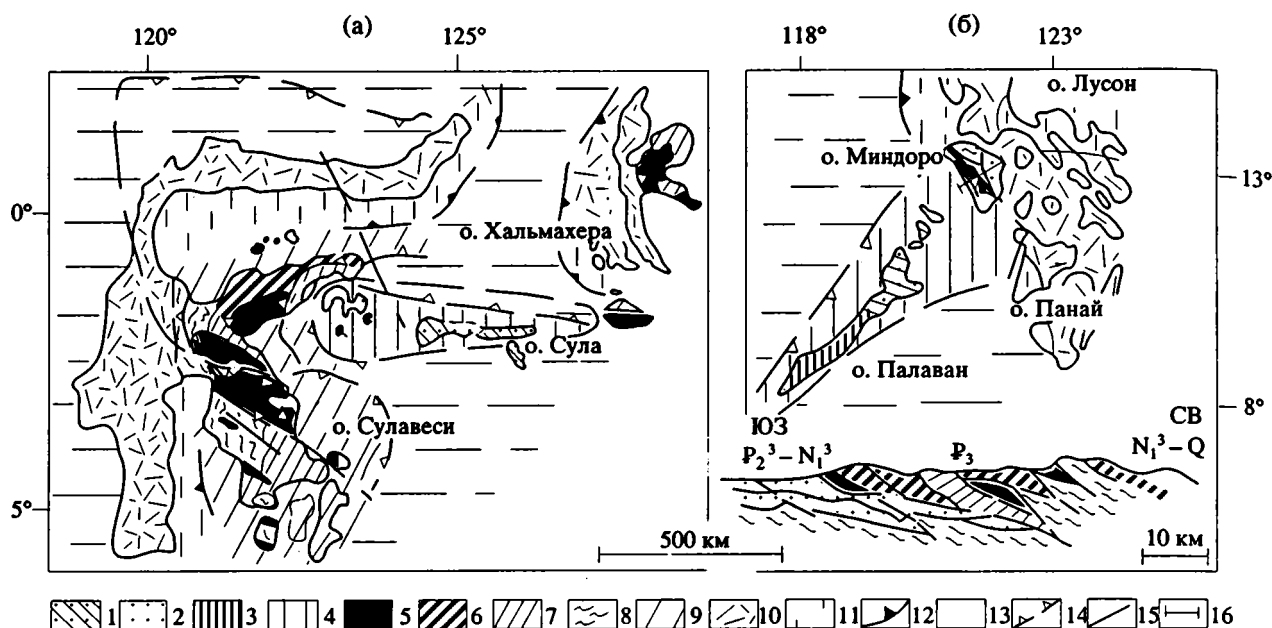 (а)
(б)
120°
125°
118°
123°
о. Лусон
о. Миндоро
13°
0°
о. Хальмахера
о. Панай
о. Сула
о. Палаван
ЮЗ
СВ
8°
о. Сулавеси
₽₂³ – N₁³
₽₃
N₁³ – Q
5°
500 км
10 км
1 2 3 4 5 6 7 8 9 10 11 12 13 14 15 16